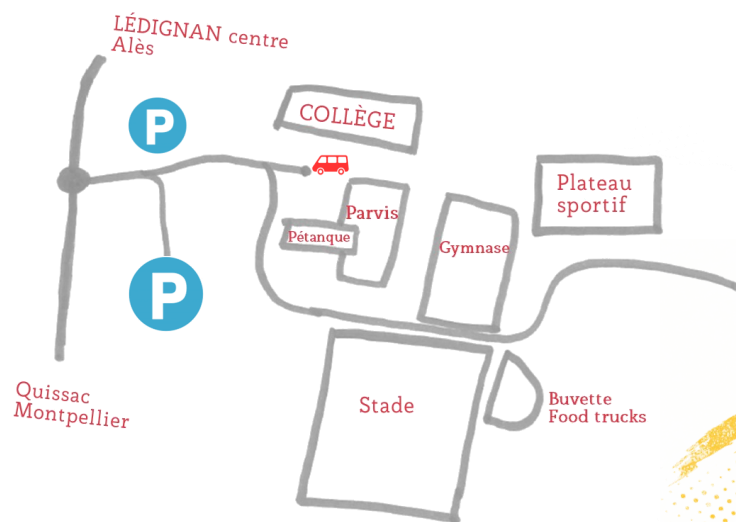 LÉDIGNAN centre
Alès
P
COLLÈGE
Plateau
sportif
Parvis
Pétanque
Gymnase
P
Quissac
Montpellier
Stade
Buvette
Food trucks